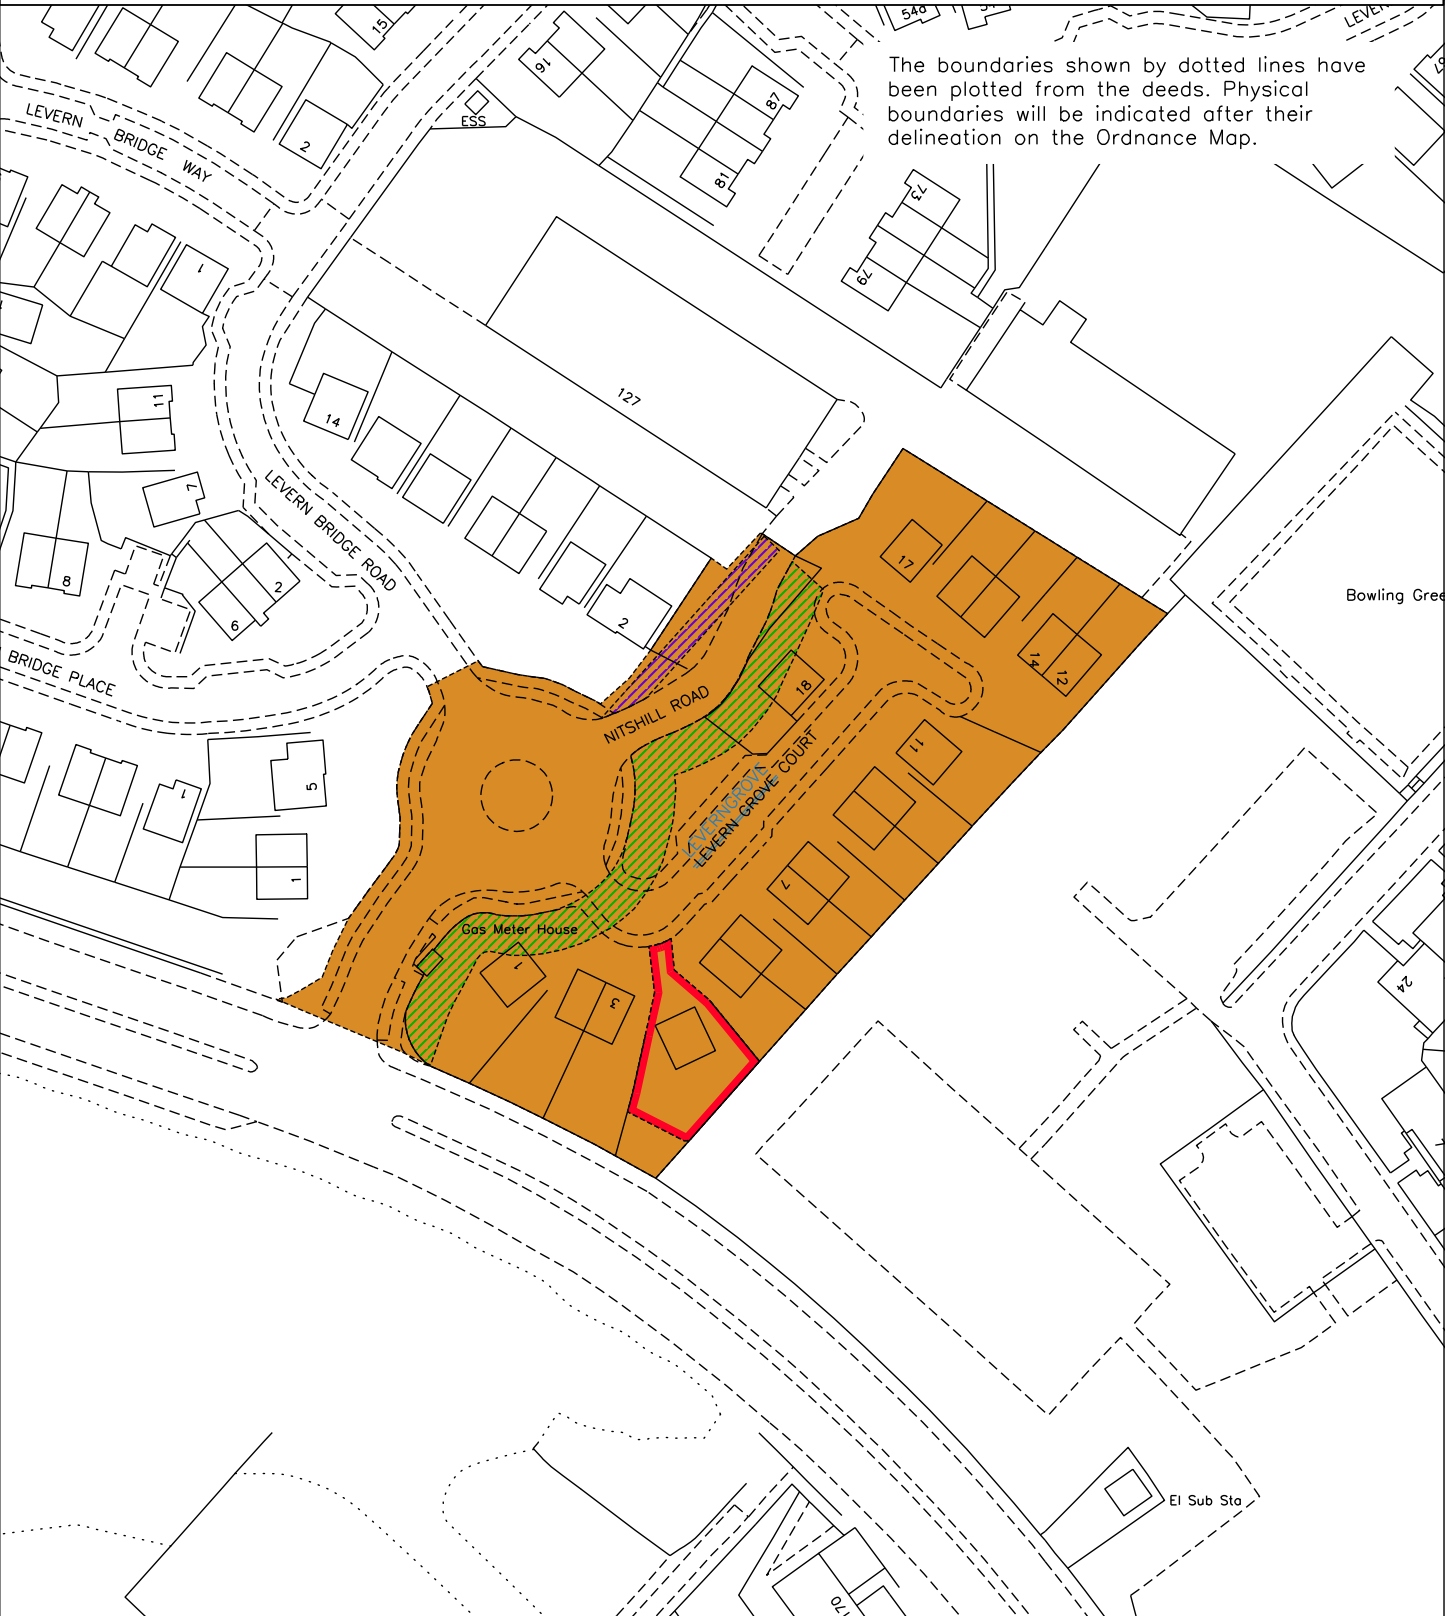 54a
15
16
87
The boundaries shown by dotted lines have
been plotted from the deeds. Physical
boundaries will be indicated after their
delineation on the Ordnance Map.
LEVERN
BRIDGE WAY
2
ESS
81
73
79
1
127
11
14
7
LEVERN BRIDGE ROAD
8
2
6
2
17
14
12
Bowling Gree
BRIDGE PLACE
NITSHILL ROAD
18
LEVERNGROVE
LEVERN GROVE COURT
11
5
1
1
7
Gas Meter House
1
3
24
El Sub Sta
170